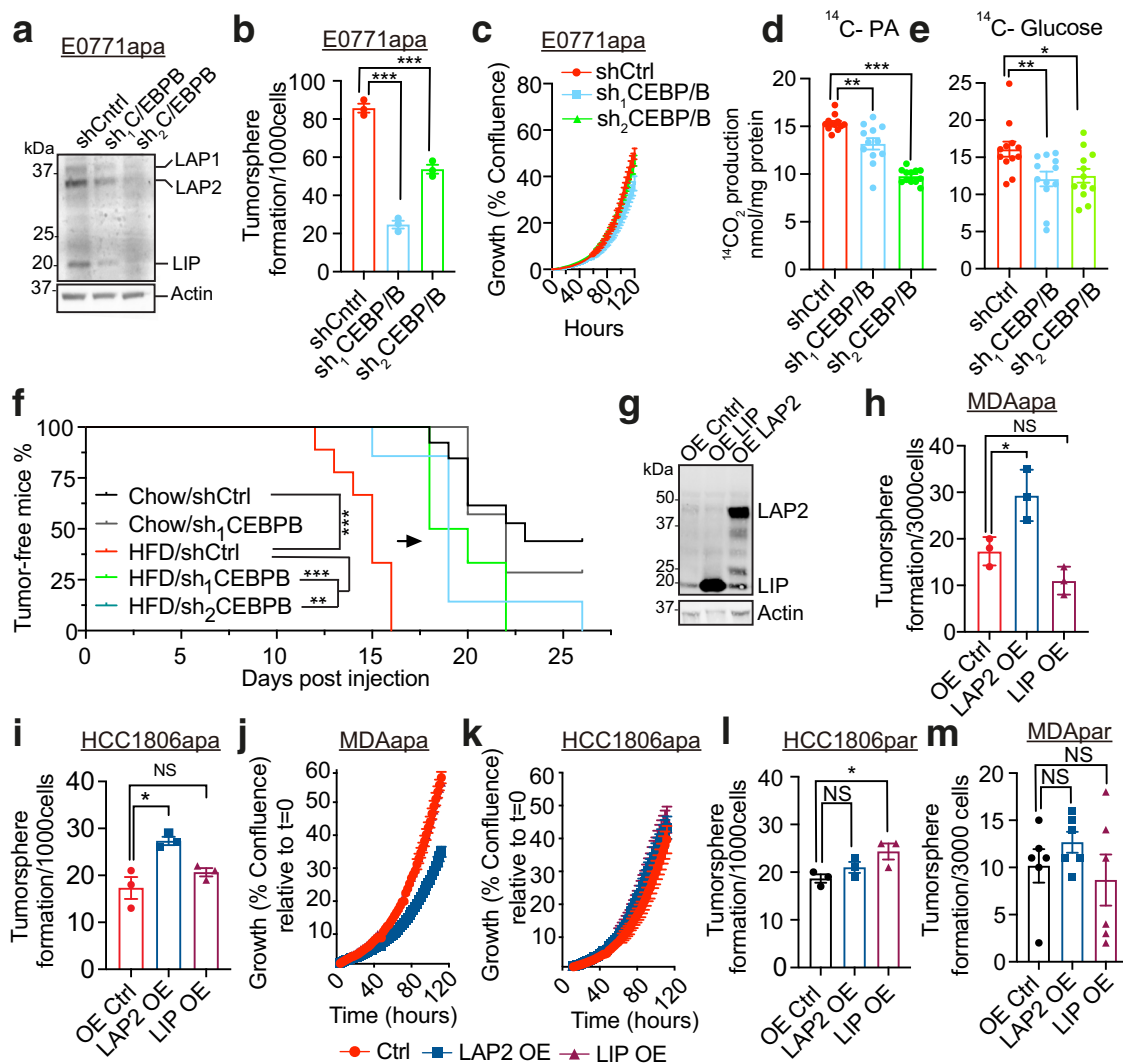 a
E0771apa
shCntrl
sh1C/EBPB
sh2C/EBPB
kDa
37
25
20
37
LAP1
LAP2
LIP
Actin
b
E0771apa
***
***
Tumorsphere
formation/1000cells
100
80
60
40
20
0
shCntrl
sh1CEBP/B
sh2CEBP/B
c
E0771apa
shCtrl
sh1CEBP/B
sh2CEBP/B
Growth (% Confluence)
80
60
40
20
0
0
40
80
120
Hours
d
14C- PA
***
**
14CO2 production
nmol/mg protein
20
15
10
5
0
shCtrl
sh1CEBP/B
sh2CEBP/B
e
14C- Glucose
*
**
30
25
20
15
10
5
0
shCtrl
sh1CEBP/B
sh2CEBP/B
f
Tumor-free mice %
100
75
50
25
0
Chow/shCtrl
Chow/sh1CEBPB
HFD/shCtrl
HFD/sh1CEBPB
HFD/sh2CEBPB
***
***
**
0
5
10
15
20
25
Days post injection
g
OE Cntrl
OE LIP
OE LAP2
kDa
50
37
25
20
37
LAP2
LIP
Actin
h
MDAapa
NS
*
Tumorsphere
formation/3000cells
40
30
20
10
0
OE Ctrl
LAP2 OE
LIP OE
i
HCC1806apa
NS
*
Tumorsphere
formation/1000cells
40
30
20
10
0
OE Ctrl
LAP2 OE
LIP OE
j
MDAapa
Growth (% Confluence)
relative to t=0
60
50
40
30
20
10
0
40
80
120
Time (hours)
k
HCC1806apa
Growth (% Confluence)
relative to t=0
60
50
40
30
20
10
0
40
80
120
Time (hours)
Ctrl
LAP2 OE
LIP OE
l
HCC1806par
*
NS
Tumorsphere
formation/1000cells
40
30
20
10
0
OE Ctrl
LAP2 OE
LIP OE
m
MDApar
NS
NS
Tumorsphere
formation/3000 cells
20
15
10
5
0
OE Ctrl
LAP2 OE
LIP OE